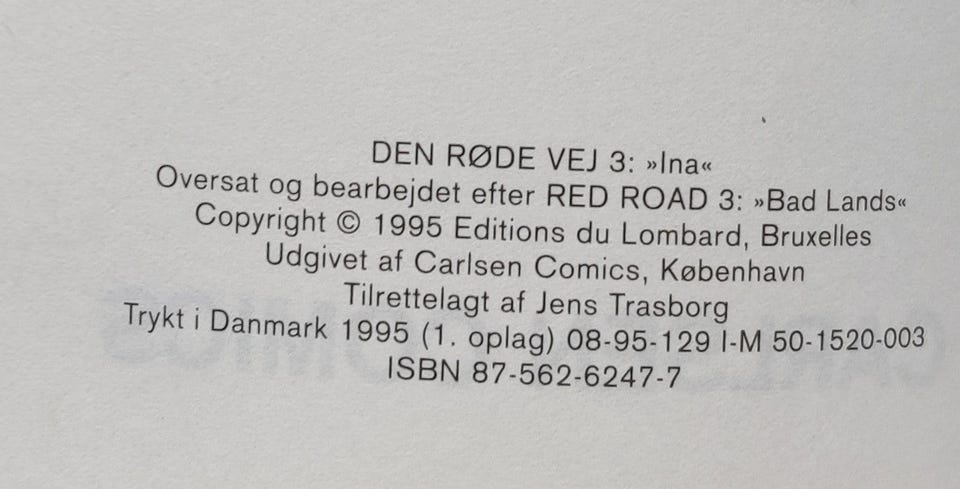 DEN RØDE VEJ 3: »Ina«
Oversat og bearbejdet efter RED ROAD 3: »Bad Lands«
Copyright © 1995 Editions du Lombard, Bruxelles
Udgivet af Carlsen Comics, København
Tilrettelagt af Jens Trasborg
Trykt i Danmark 1995 (1. oplag) 08-95-129 I-M 50-1520-003
ISBN 87-562-6247-7